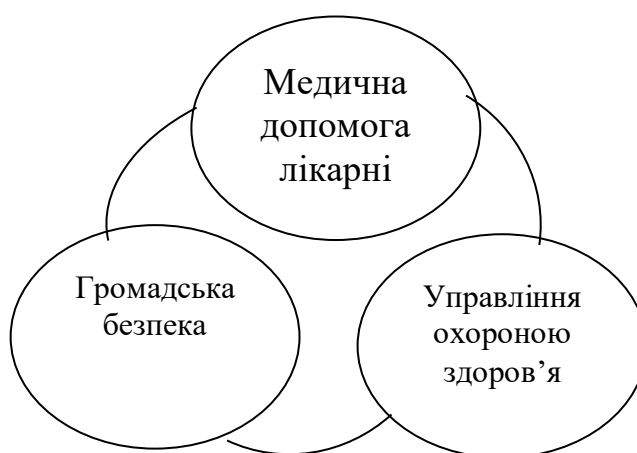 Медична
допомога
лікарні
Громадська
безпека
Управління
охороною
здоров’я